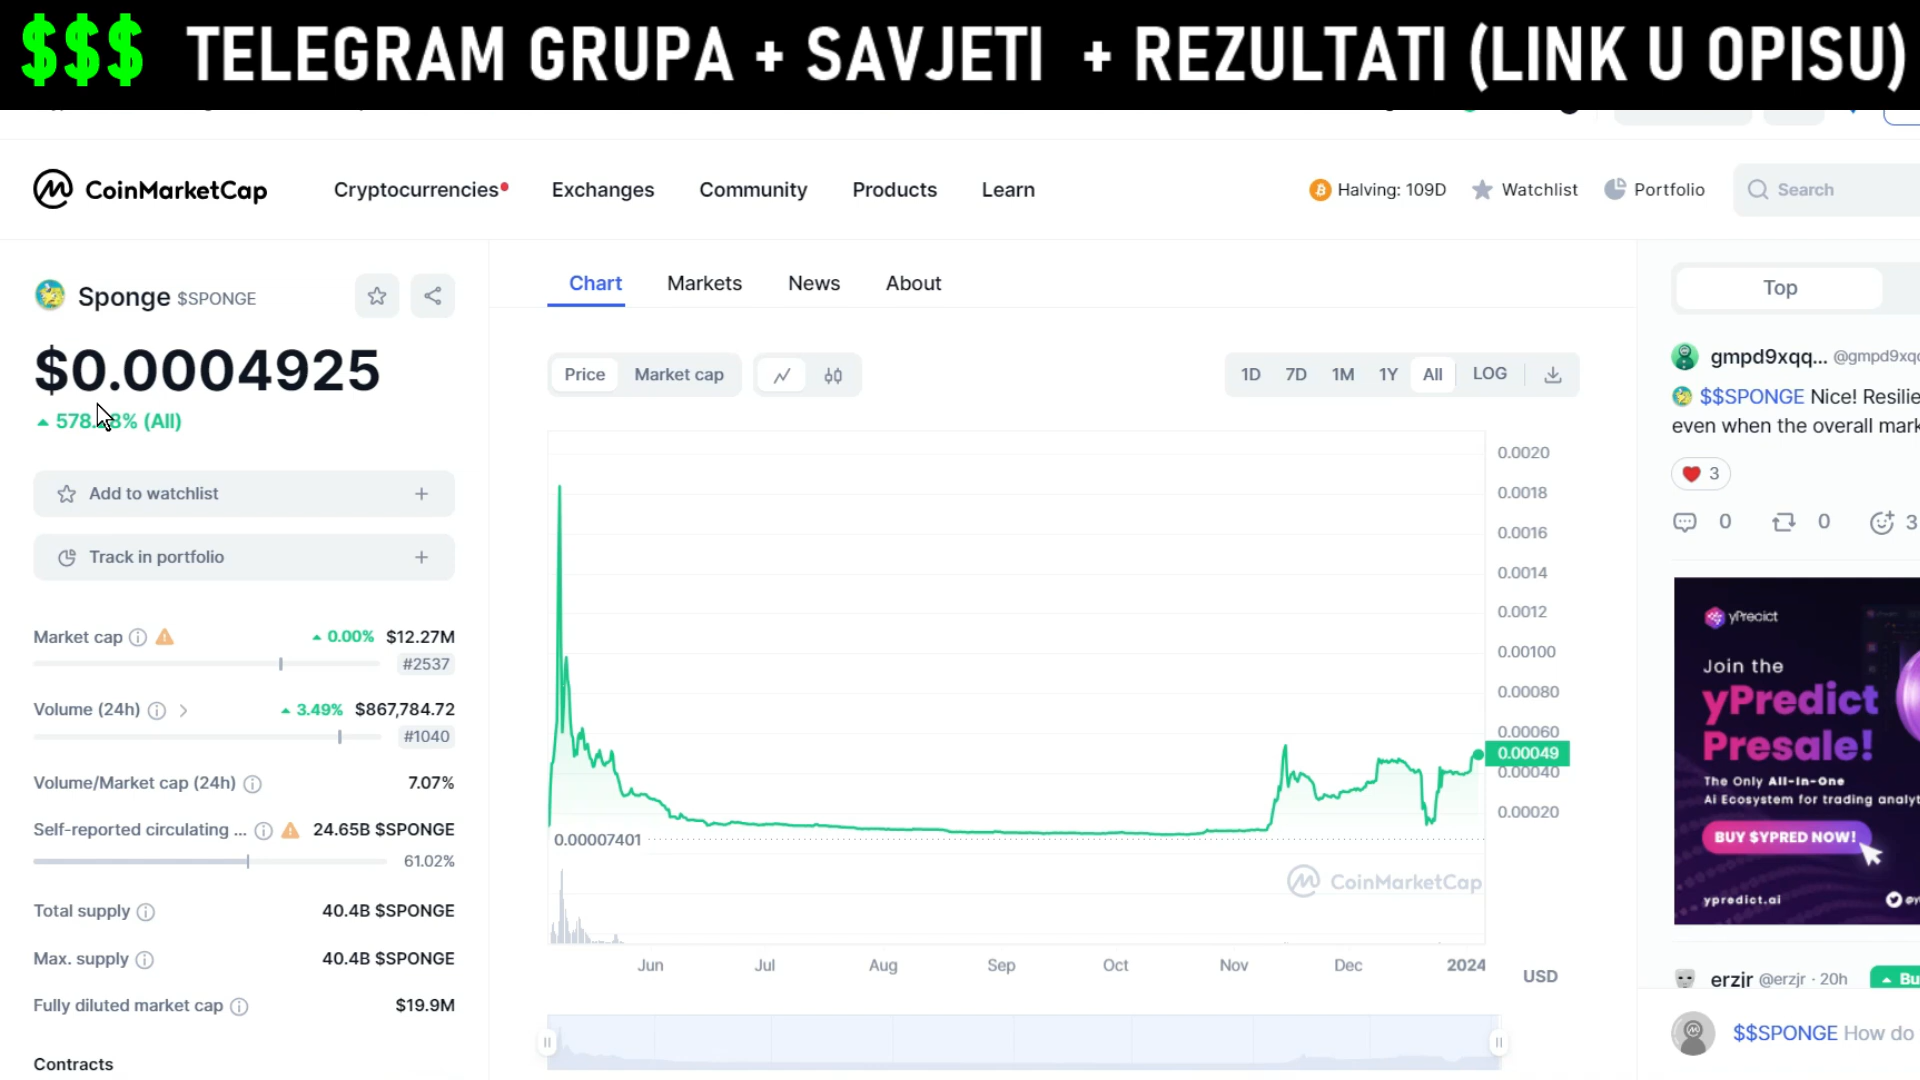 $$$ TELEGRAM GRUPA + SAVJETI + REZULTATI (LINK U OPISU)
CoinMarketCap
Cryptocurrencies
Exchanges
Community
Products
Learn
Halving: 109D
Watchlist
Portfolio
Search
Sponge $SPONGE
$0.0004925
(All)
Add to watchlist +
Track in portfolio +
Market cap 0.00% $12.27M
#2537
Volume (24h) 3.49% $867,784.72
#1040
Volume/Market cap (24h) 7.07%
Self-reported circulating ... 24.65B $SPONGE
61.02%
Total supply 40.4B $SPONGE
Max. supply 40.4B $SPONGE
Fully diluted market cap $19.9M
Contracts
Chart
Markets
News
About
Price
Market cap
1D
7D
1M
1Y
All
LOG
0.0020
0.0018
0.0016
0.0014
0.0012
0.00100
0.00080
0.00060
0.00049
0.00040
0.00020
0.00007401
CoinMarketCap
Jun
Jul
Aug
Sep
Oct
Nov
Dec
2024
USD
Top
gmpd9xqq... @gmpd9xq
$$SPONGE Nice! Resilie
even when the overall mark
3
0
0
3
yPredict
Join the
yPredict
Presale!
The Only All-In-One
Ai Ecosystem for trading analyt
BUY $YPRED NOW!
ypredict.ai
erzjr @erzjr · 20h
Bu
$$SPONGE How do